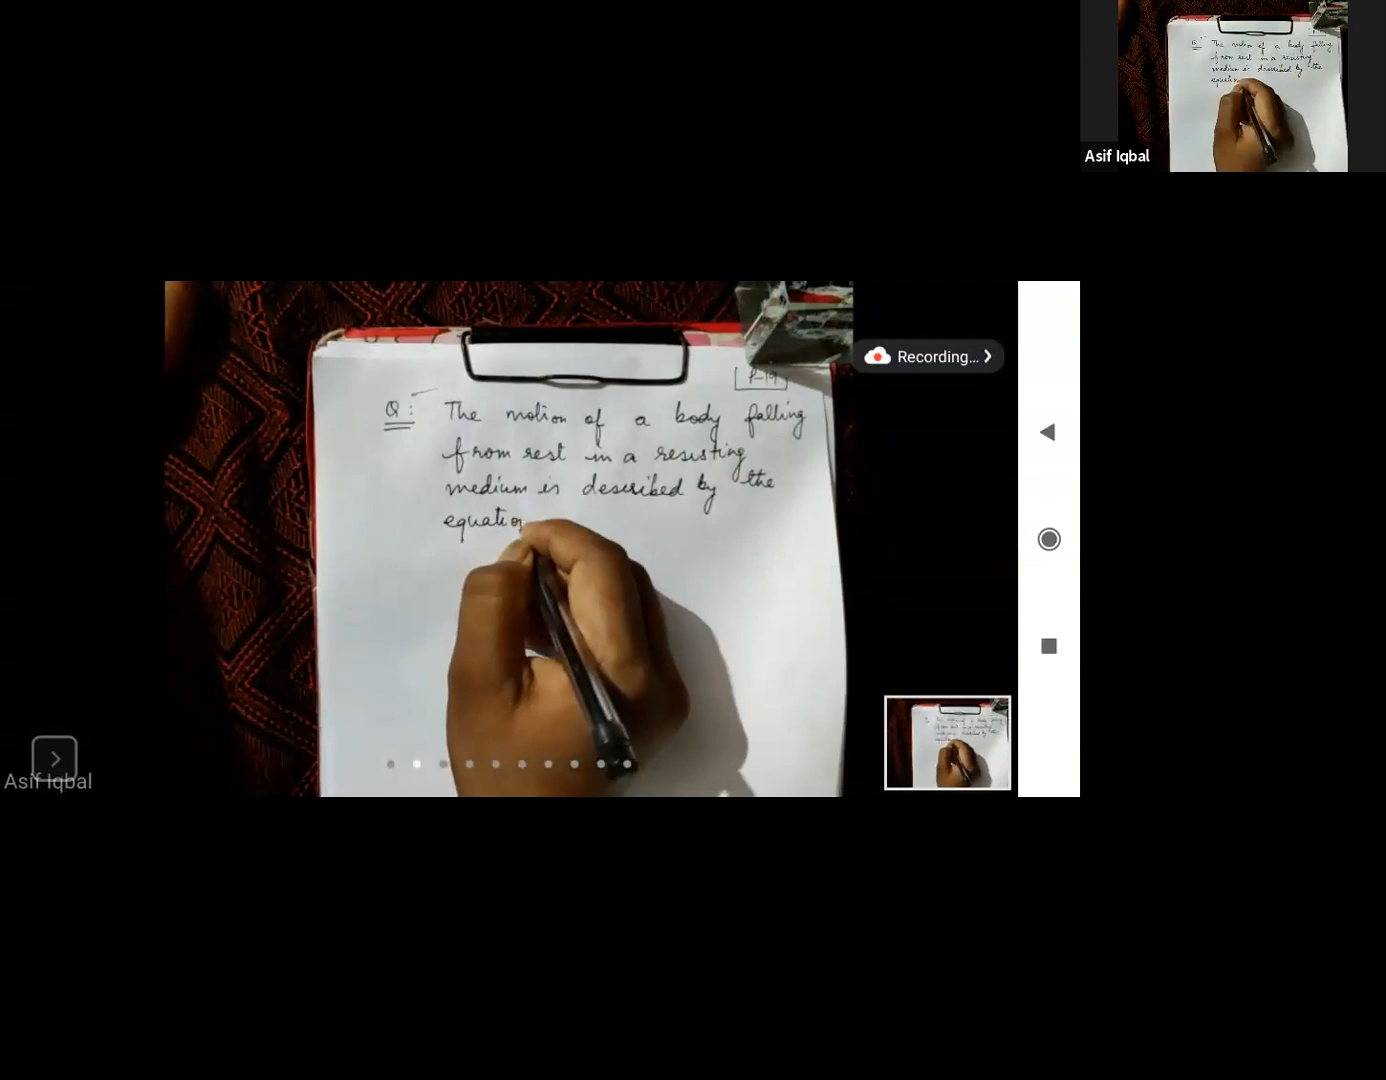 Asif Iqbal
Recording...
P-19
Q: The motion of a body falling
from rest in a resisting
medium is described by the
equation
Asif Iqbal